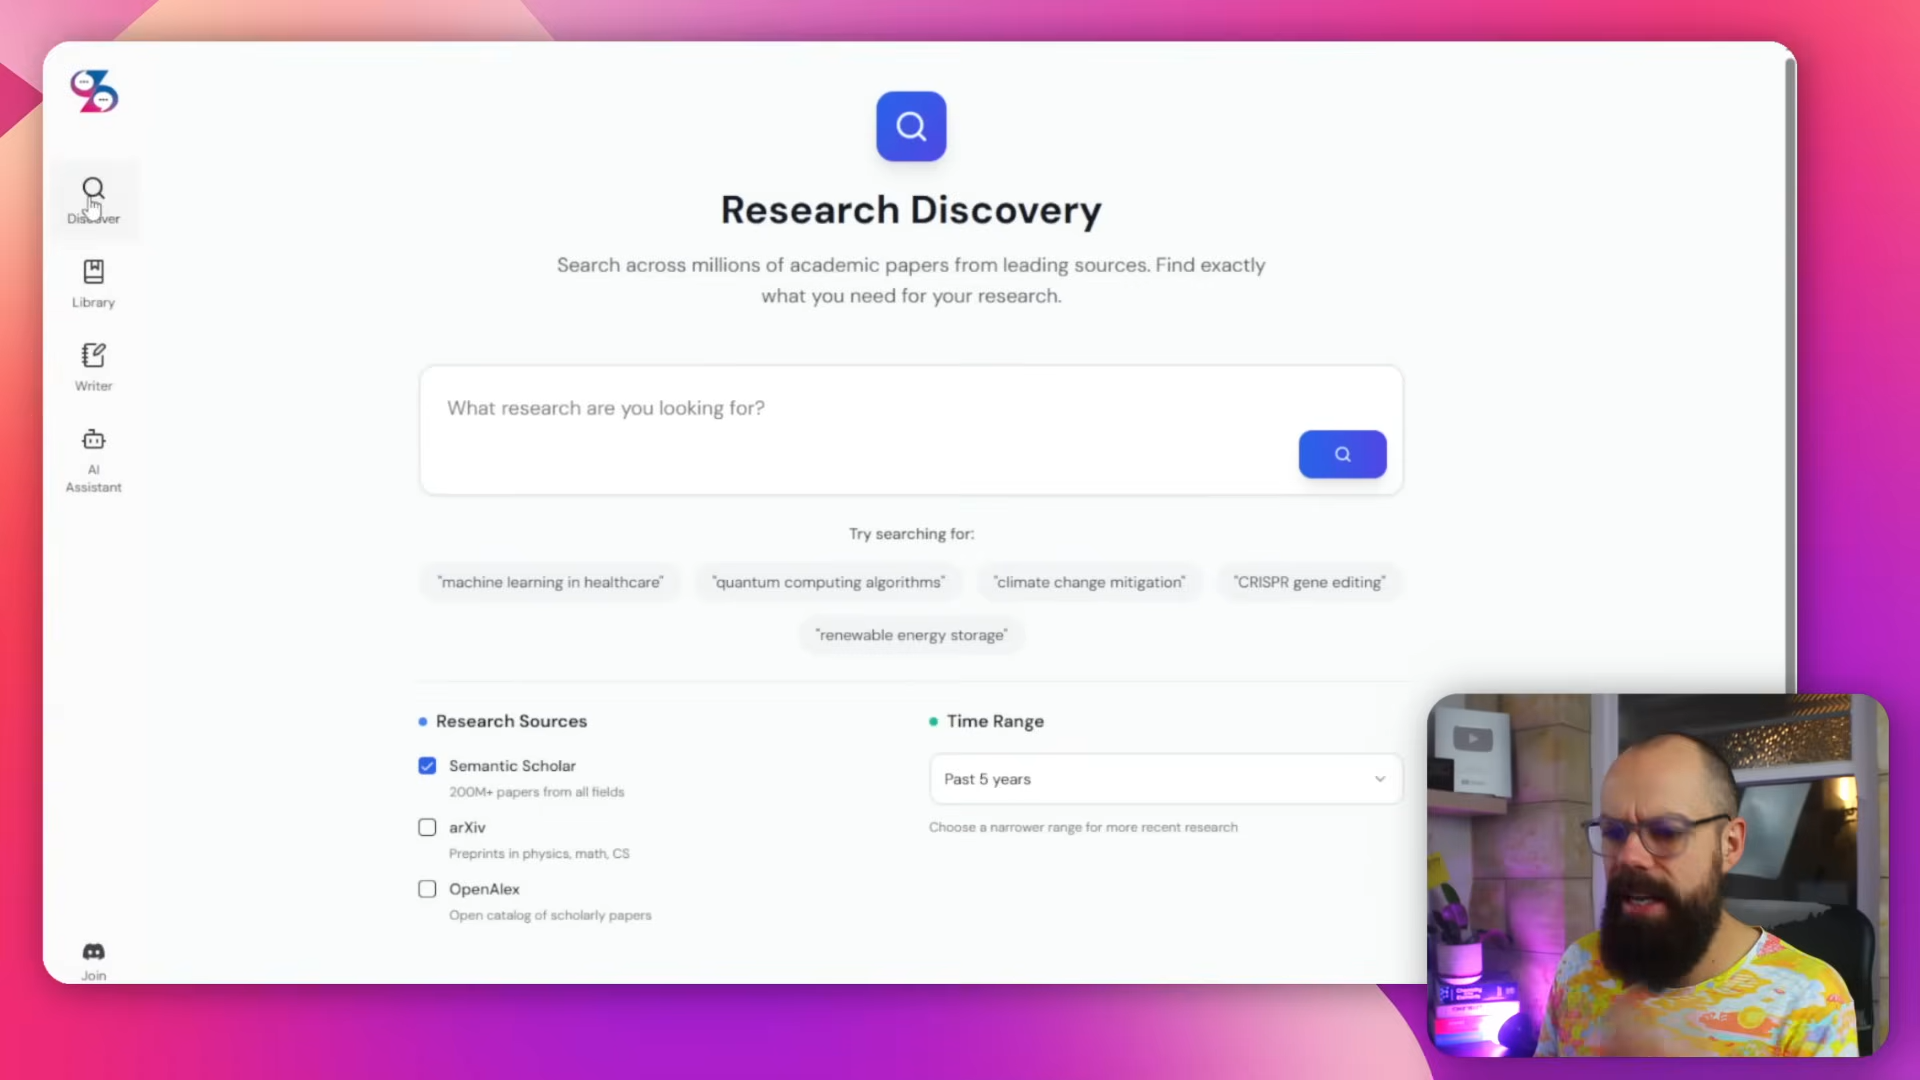 Discover
Library
Writer
AI
Assistant
Join
Research Discovery
Search across millions of academic papers from leading sources. Find exactly
what you need for your research.
What research are you looking for?
Try searching for:
"machine learning in healthcare"
"quantum computing algorithms"
"climate change mitigation"
"CRISPR gene editing"
"renewable energy storage"
Research Sources
Semantic Scholar
200M+ papers from all fields
arXiv
Preprints in physics, math, CS
OpenAlex
Open catalog of scholarly papers
Time Range
Past 5 years
Choose a narrower range for more recent research